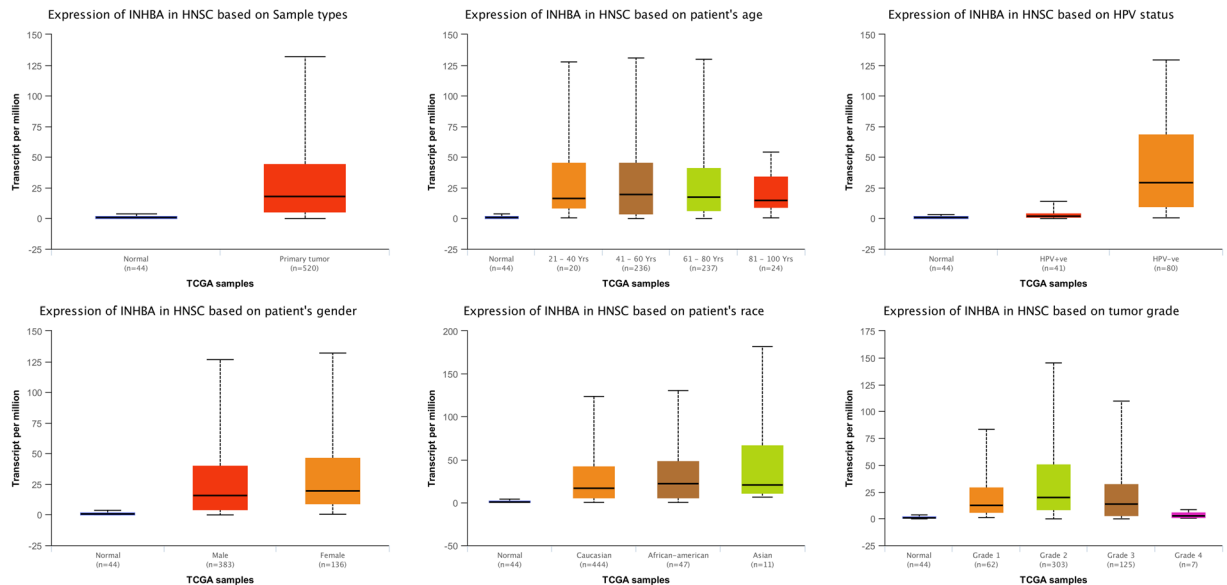 Expression of INHBA in HNSC based on Sample types
150
125
100
75
50
25
0
-25
Transcript per million
Normal
(n=44)
Primary tumor
(n=520)
TCGA samples
Expression of INHBA in HNSC based on patient's age
150
125
100
75
50
25
0
-25
Transcript per million
Normal
(n=44)
21 – 40 Yrs
(n=20)
41 – 60 Yrs
(n=236)
61 – 80 Yrs
(n=237)
81 – 100 Yrs
(n=24)
TCGA samples
Expression of INHBA in HNSC based on HPV status
150
125
100
75
50
25
0
-25
Transcript per million
Normal
(n=44)
HPV+ve
(n=41)
HPV-ve
(n=80)
TCGA samples
Expression of INHBA in HNSC based on patient's gender
150
125
100
75
50
25
0
-25
Transcript per million
Normal
(n=44)
Male
(n=383)
Female
(n=136)
TCGA samples
Expression of INHBA in HNSC based on patient's race
200
150
100
50
0
-50
Transcript per million
Normal
(n=44)
Caucasian
(n=444)
African-american
(n=47)
Asian
(n=11)
TCGA samples
Expression of INHBA in HNSC based on tumor grade
175
150
125
100
75
50
25
0
-25
Transcript per million
Normal
(n=44)
Grade 1
(n=62)
Grade 2
(n=303)
Grade 3
(n=125)
Grade 4
(n=7)
TCGA samples